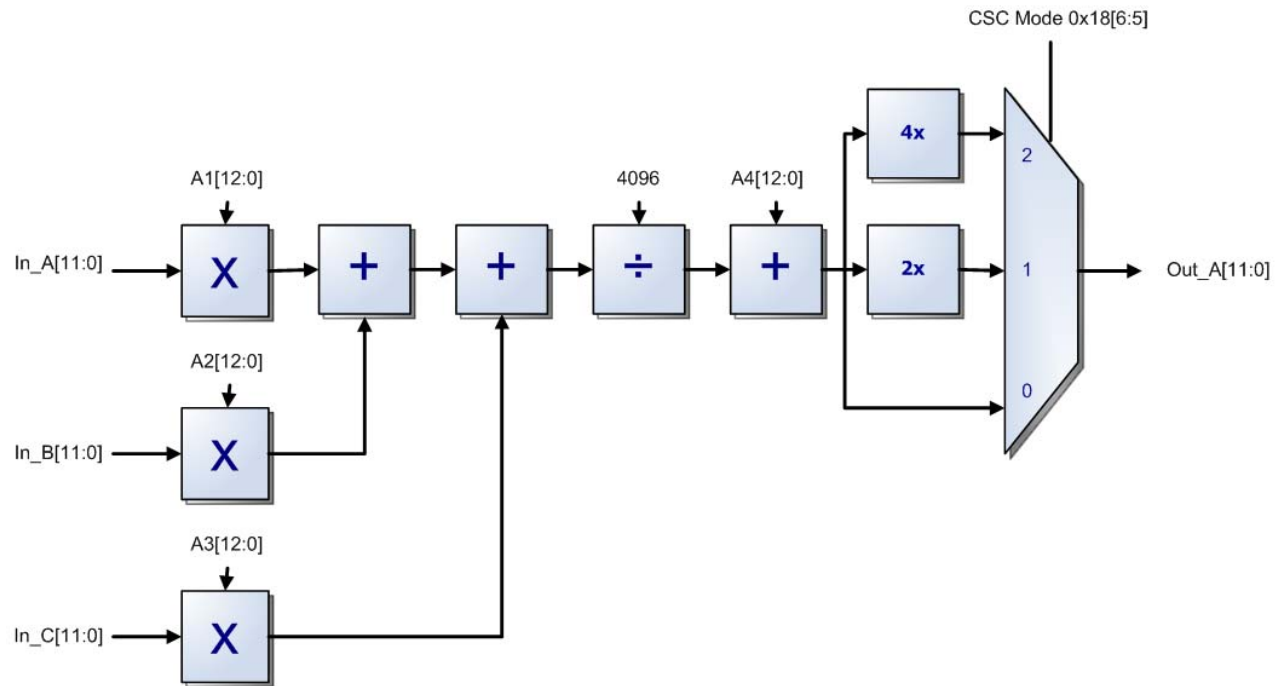 CSC Mode 0x18[6:5]
4x
2
A1[12:0]
4096
A4[12:0]
In_A[11:0]
X
+
+
÷
+
2x
1
Out_A[11:0]
A2[12:0]
0
In_B[11:0]
X
A3[12:0]
In_C[11:0]
X